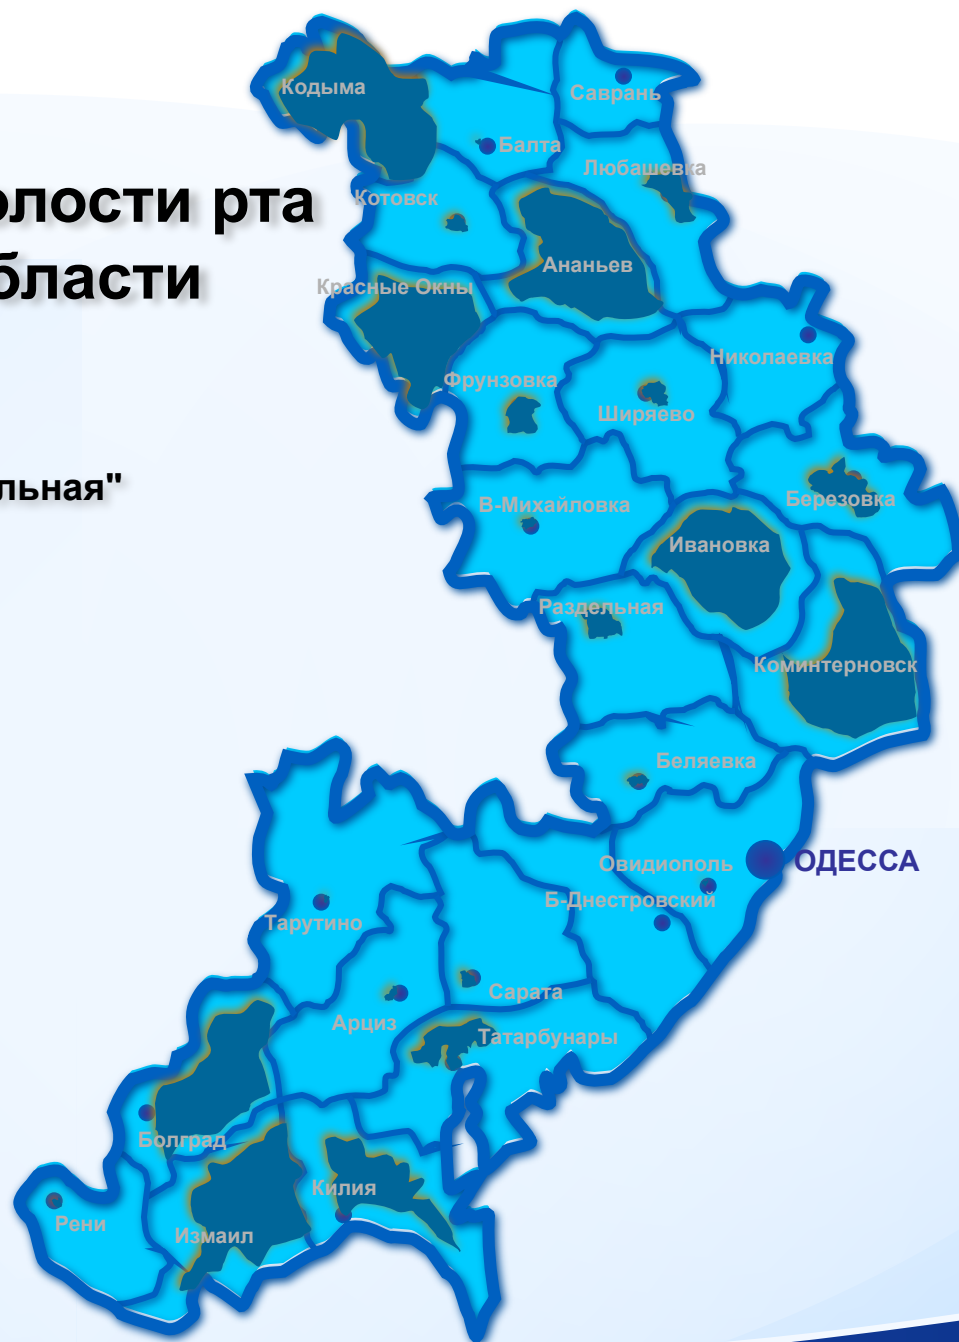 Кодыма
Саврань
Балта
Любашевка
олости рта
Котовск
Ананьев
бласти
Красные Окны
Николаевка
Фрунзовка
Ширяево
льная"
В-Михайловка
Березовка
Ивановка
Раздельная
Коминтерновск
Беляевка
Овидиополь
ОДЕССА
Б-Днестровский
Тарутино
Сарата
Арциз
Татарбунары
Болград
Килия
Рени
Измаил